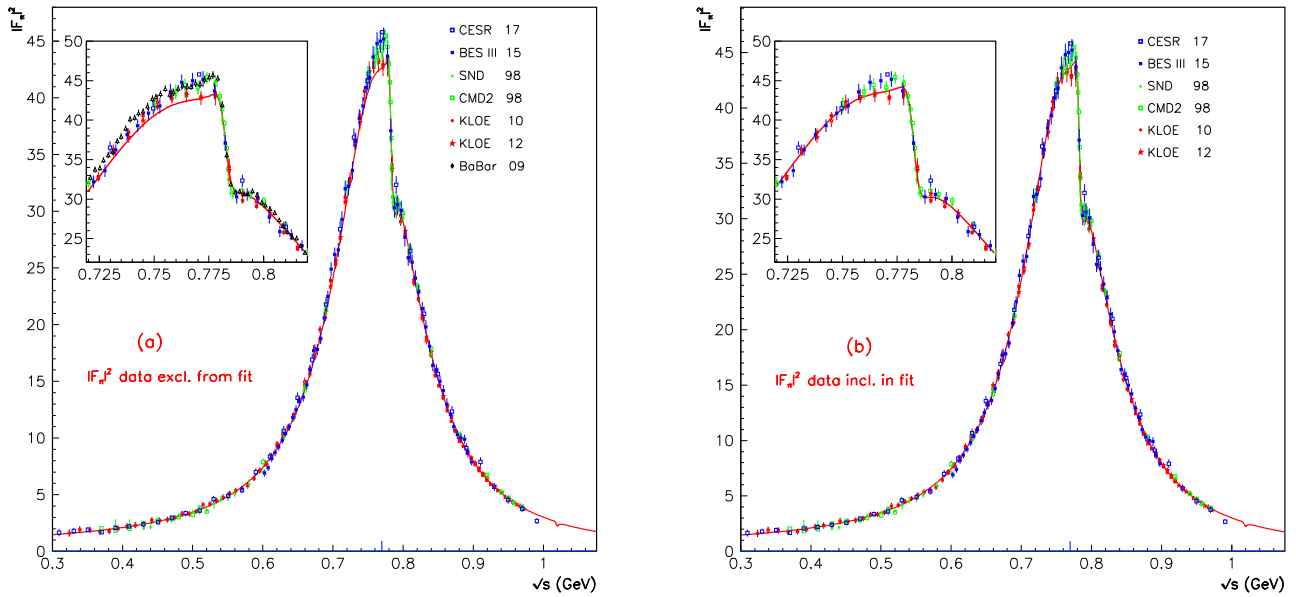 |F_π|²
45
40
35
30
25
20
15
10
5
0
0.3 0.4 0.5 0.6 0.7 0.8 0.9 1
√s (GeV)
50
45
40
35
30
25
0.725 0.75 0.775 0.8
CESR 17
BES III 15
SND 98
CMD2 98
KLOE 10
KLOE 12
BaBar 09
(a)
|F_π|² data excl. from fit
|F_π|²
45
40
35
30
25
20
15
10
5
0
0.3 0.4 0.5 0.6 0.7 0.8 0.9 1
√s (GeV)
50
45
40
35
30
25
0.725 0.75 0.775 0.8
CESR 17
BES III 15
SND 98
CMD2 98
KLOE 10
KLOE 12
(b)
|F_π|² data incl. in fit